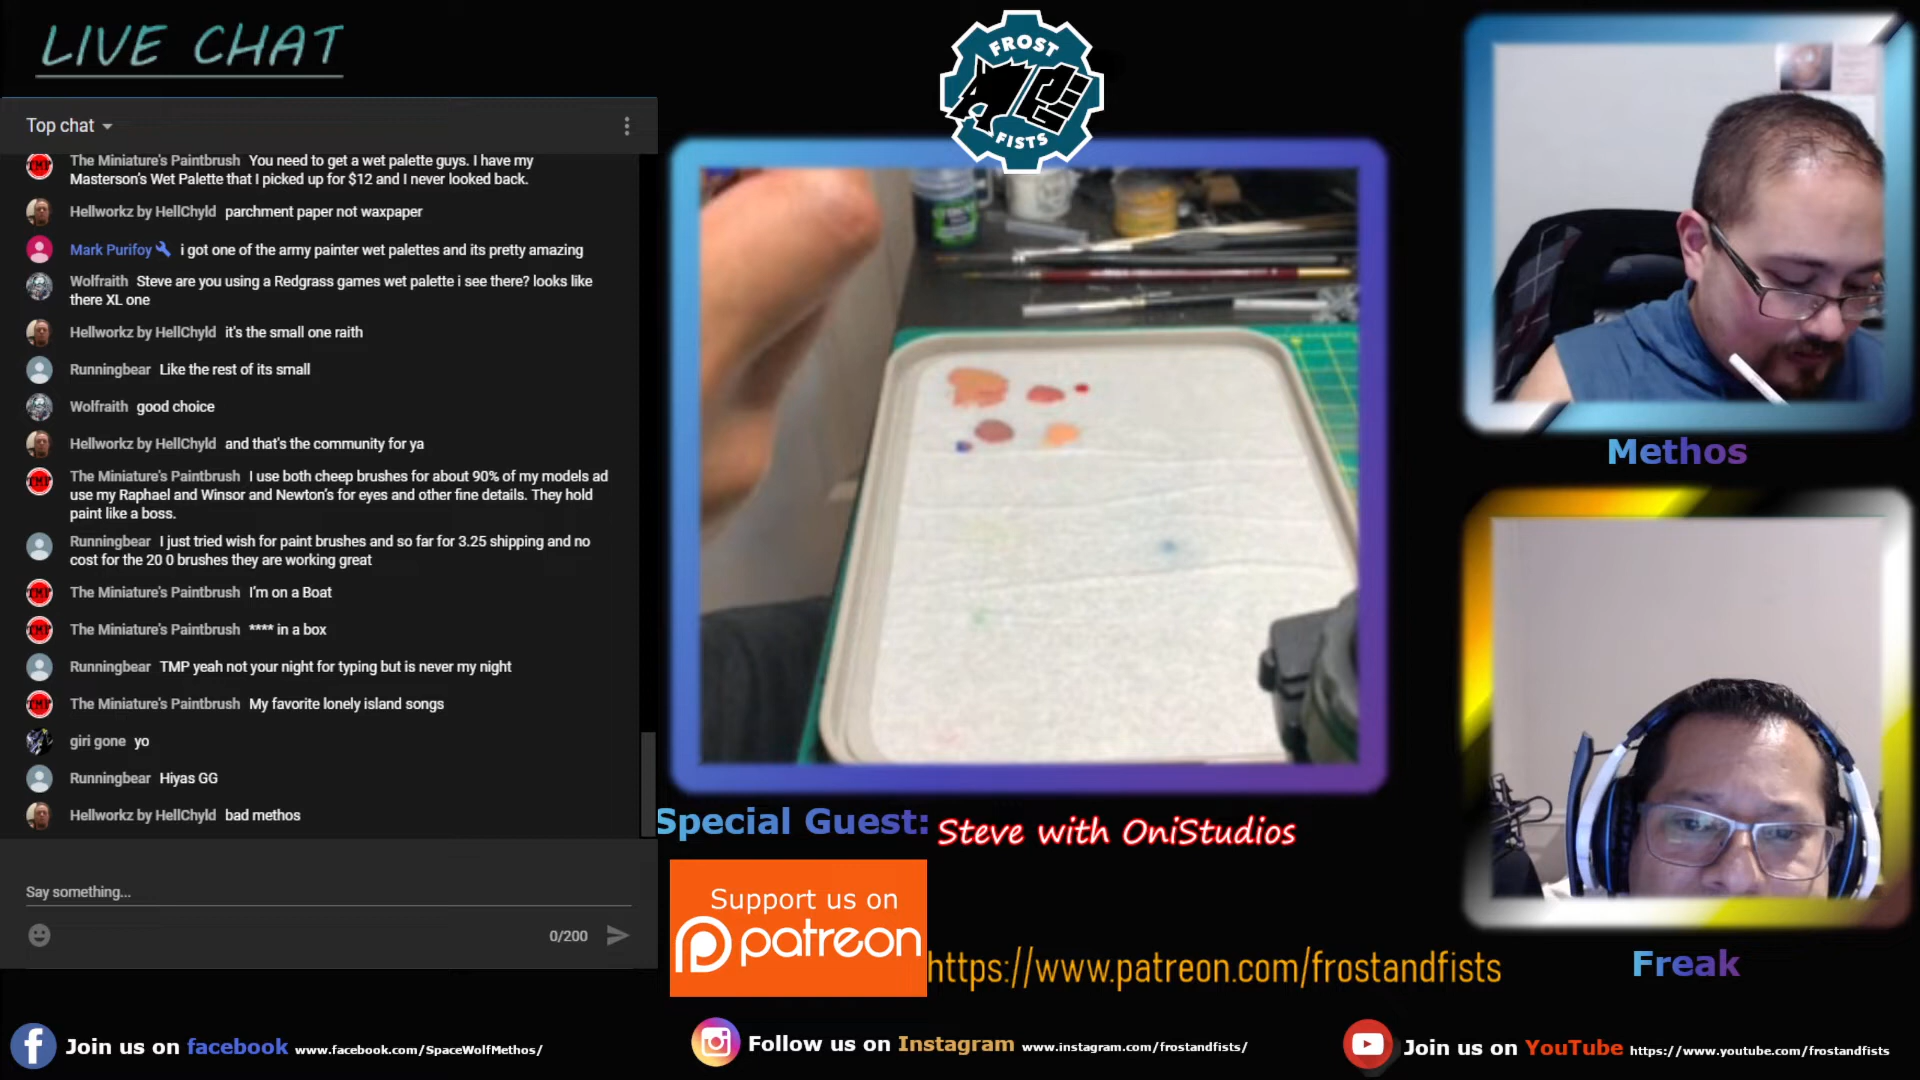 LIVE CHAT
Top chat
The Miniature's Paintbrush You need to get a wet palette guys. I have my
Masterson's Wet Palette that I picked up for $12 and I never looked back.
Hellworkz by HellChyld parchment paper not waxpaper
Mark Purifoy i got one of the army painter wet palettes and its pretty amazing
Wolfraith Steve are you using a Redgrass games wet palette i see there? looks like
there XL one
Hellworkz by HellChyld it's the small one raith
Runningbear Like the rest of its small
Wolfraith good choice
Hellworkz by HellChyld and that's the community for ya
The Miniature's Paintbrush I use both cheep brushes for about 90% of my models ad
use my Raphael and Winsor and Newton's for eyes and other fine details. They hold
paint like a boss.
Runningbear I just tried wish for paint brushes and so far for 3.25 shipping and no
cost for the 20 0 brushes they are working great
The Miniature's Paintbrush I'm on a Boat
The Miniature's Paintbrush **** in a box
Runningbear TMP yeah not your night for typing but is never my night
The Miniature's Paintbrush My favorite lonely island songs
giri gone yo
Runningbear Hiyas GG
Hellworkz by HellChyld bad methos
Say something...
0/200
FROST
FISTS
Methos
Freak
Special Guest: Steve with OniStudios
Support us on
patreon
https://www.patreon.com/frostandfists
Join us on facebook www.facebook.com/SpaceWolfMethos/
Follow us on Instagram www.instagram.com/frostandfists/
Join us on YouTube https://www.youtube.com/frostandfists